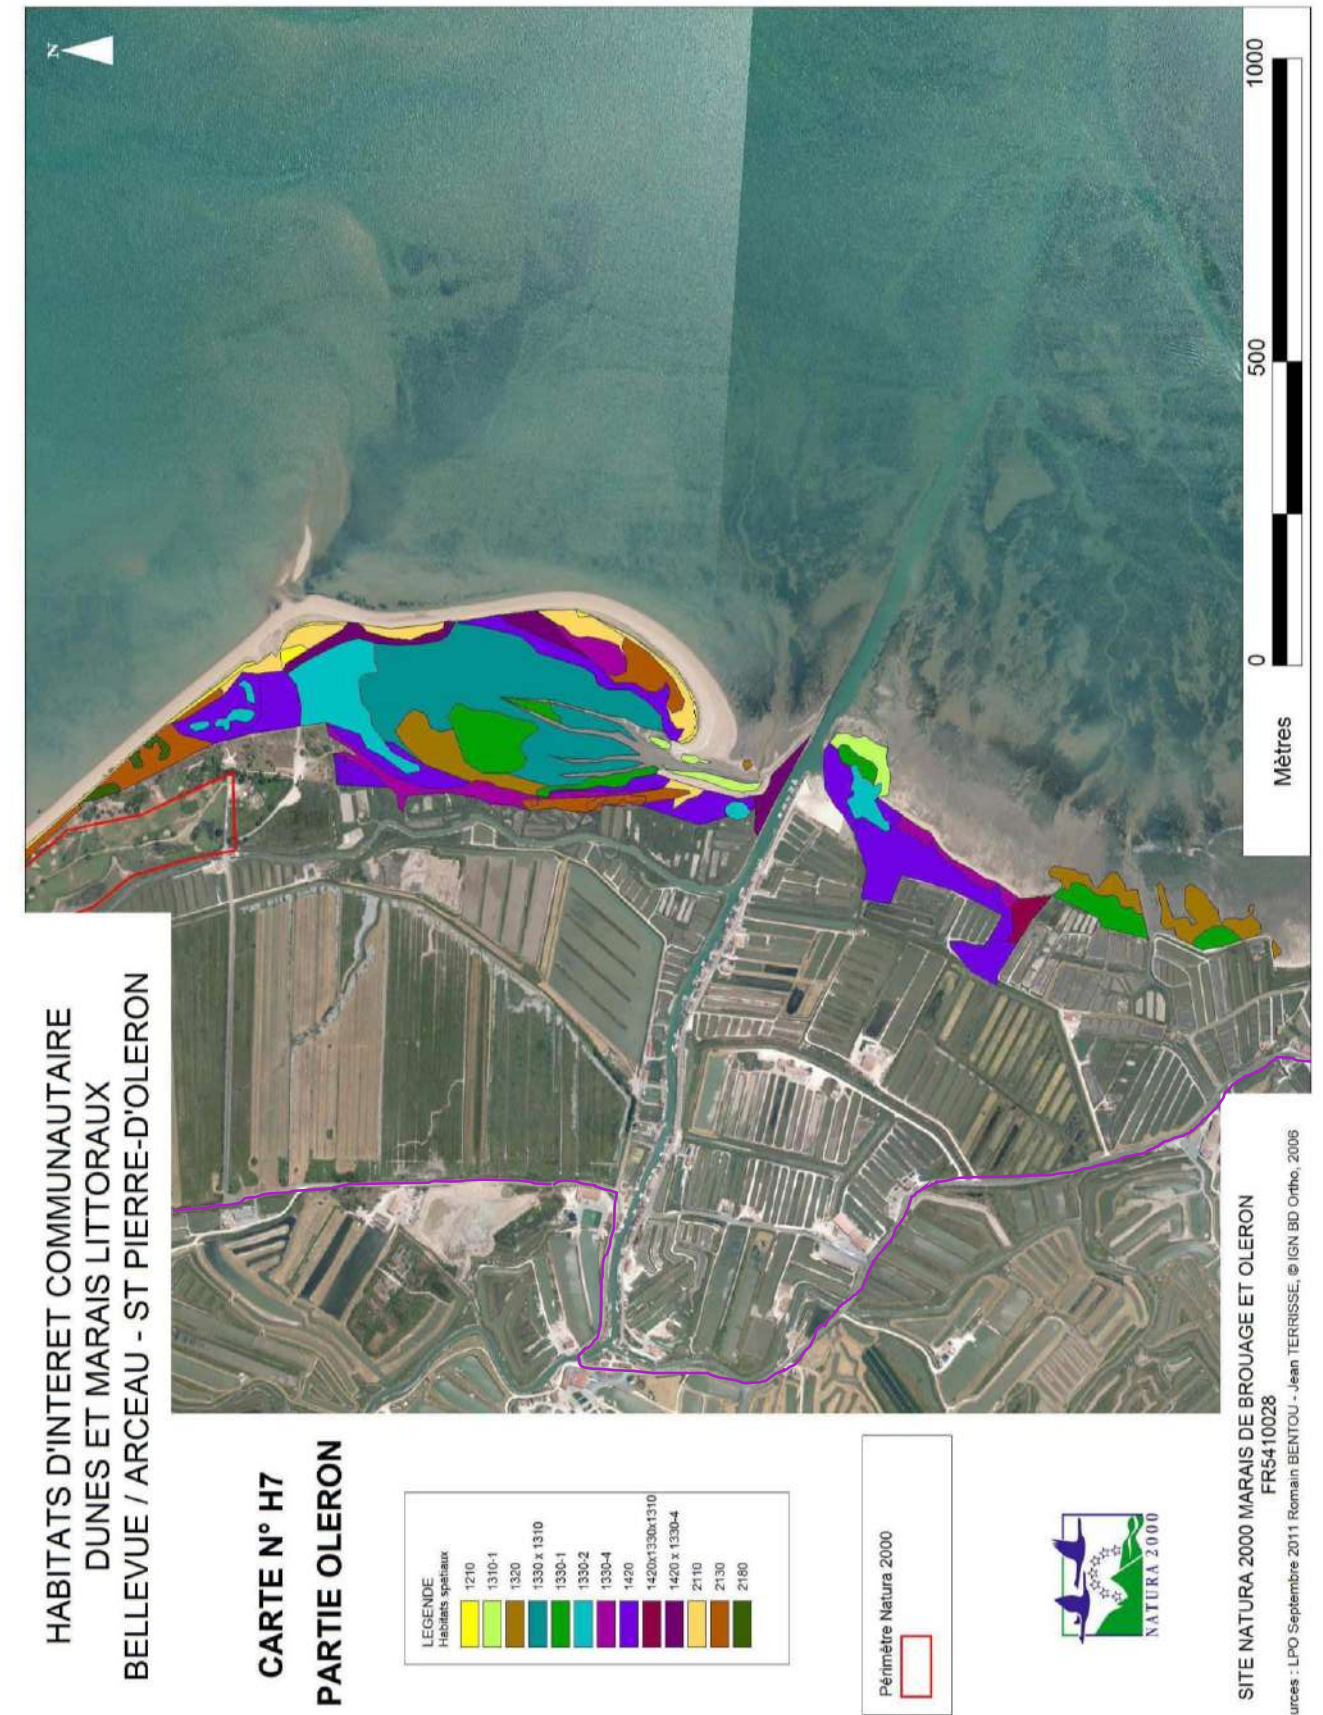 HABITATS D'INTERET COMMUNAUTAIRE
DUNES ET MARAIS LITTORAUX
BELLEVUE / ARCEAU - ST PIERRE-D'OLERON
CARTE N° H7
PARTIE OLERON
LEGENDE
Habitats spatiaux
1210
1310-1
1320
1330 x 1310
1330-1
1330-2
1330-4
1420
1420x1330x1310
1420 x 1330-4
2110
2130
2180
Périmètre Natura 2000
NATURA 2000
SITE NATURA 2000 MARAIS DE BROUAGE ET OLERON
FR5410028
urces : LPO Septembre 2011 Romain BENTOU - Jean TERRISSE, © IGN BD Ortho, 2006
N
Mètres
0
500
1000